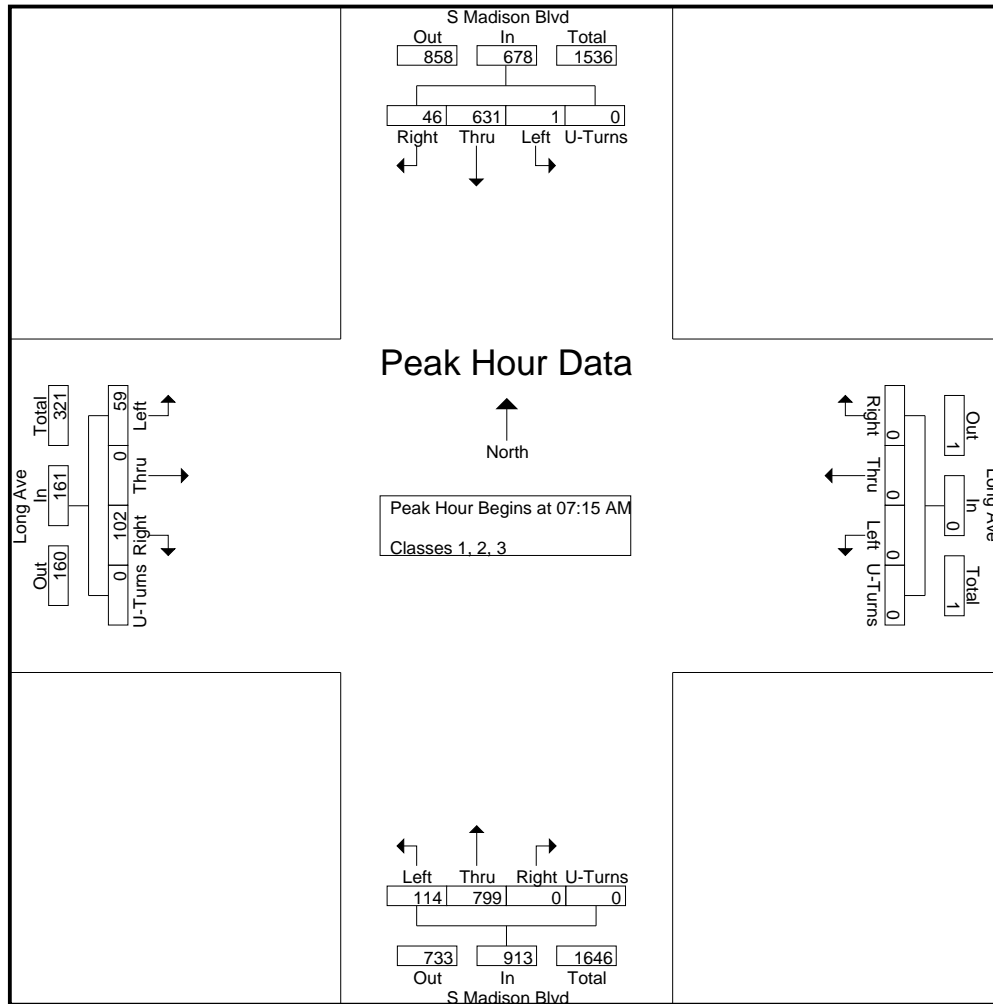 S Madison Blvd
Out In Total
858 678 1536
46 631 1 0
Right Thru Left U-Turns
Peak Hour Data
North
Peak Hour Begins at 07:15 AM
Classes 1, 2, 3
Long Ave
Total In Out
321 161 160
59 0 102 0
Left Thru Right U-Turns
Long Ave
Out In Total
1 0 1
0 0 0 0
Right Thru Left U-Turns
Left Thru Right U-Turns
114 799 0 0
733 913 1646
Out In Total
S Madison Blvd